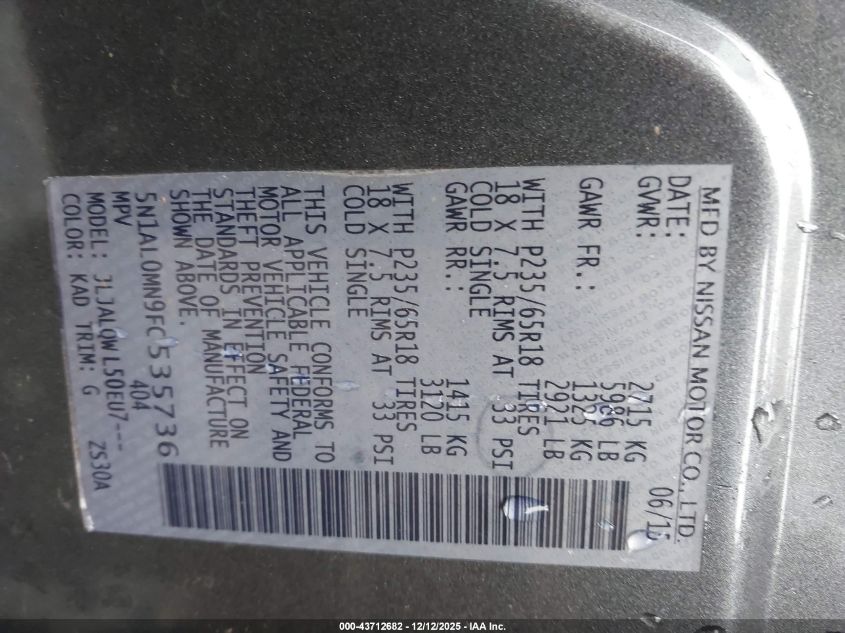 MFD BY NISSAN MOTOR CO., LTD.
DATE: 06/15
GVWR: 2715 KG
5986 LB
GAWR FR.: 1325 KG
2921 LB
WITH P235/65R18 TIRES
18 X 7.5 RIMS AT 33 PSI
COLD SINGLE
GAWR RR.: 1415 KG
3120 LB
WITH P235/65R18 TIRES
18 X 7.5 RIMS AT 33 PSI
COLD SINGLE
THIS VEHICLE CONFORMS TO
ALL APPLICABLE FEDERAL
MOTOR VEHICLE SAFETY AND
THEFT PREVENTION
STANDARDS IN EFFECT ON
THE DATE OF MANUFACTURE
SHOWN ABOVE.
5N1AL0MN9FC535736
MPV 404
MODEL: JLJALQWL50EU7---
COLOR: KAD TRIM: G ZS30A
000-43712682 - 12/12/2025 - IAA Inc.